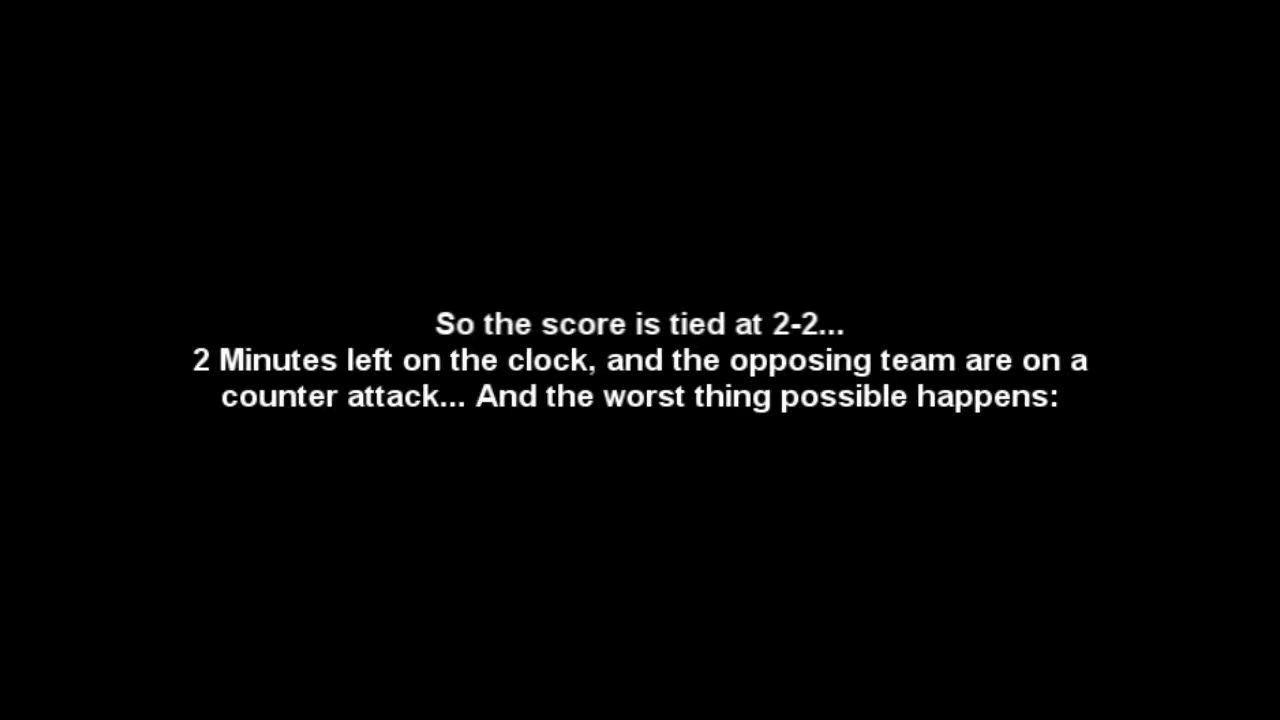 So the score is tied at 2-2...
2 Minutes left on the clock, and the opposing team are on a
counter attack... And the worst thing possible happens: